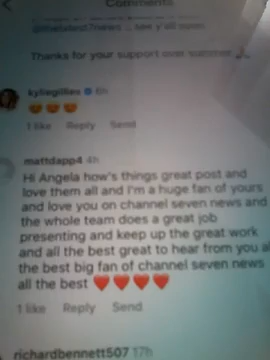 Comments
@thelatest7news .. see y'all soon
Thanks for your support over summer
kyliegillies 6h
1 like Reply Send
mattdapp4 4h
Hi Angela how's things great post and
love them all and I'm a huge fan of yours
and love you on channel seven news and
the whole team does a great job
presenting and keep up the great work
and all the best great to hear from you a
the best big fan of channel seven news
all the best ❤️❤️❤️❤️
1 like Reply Send
richardbennett507 17h